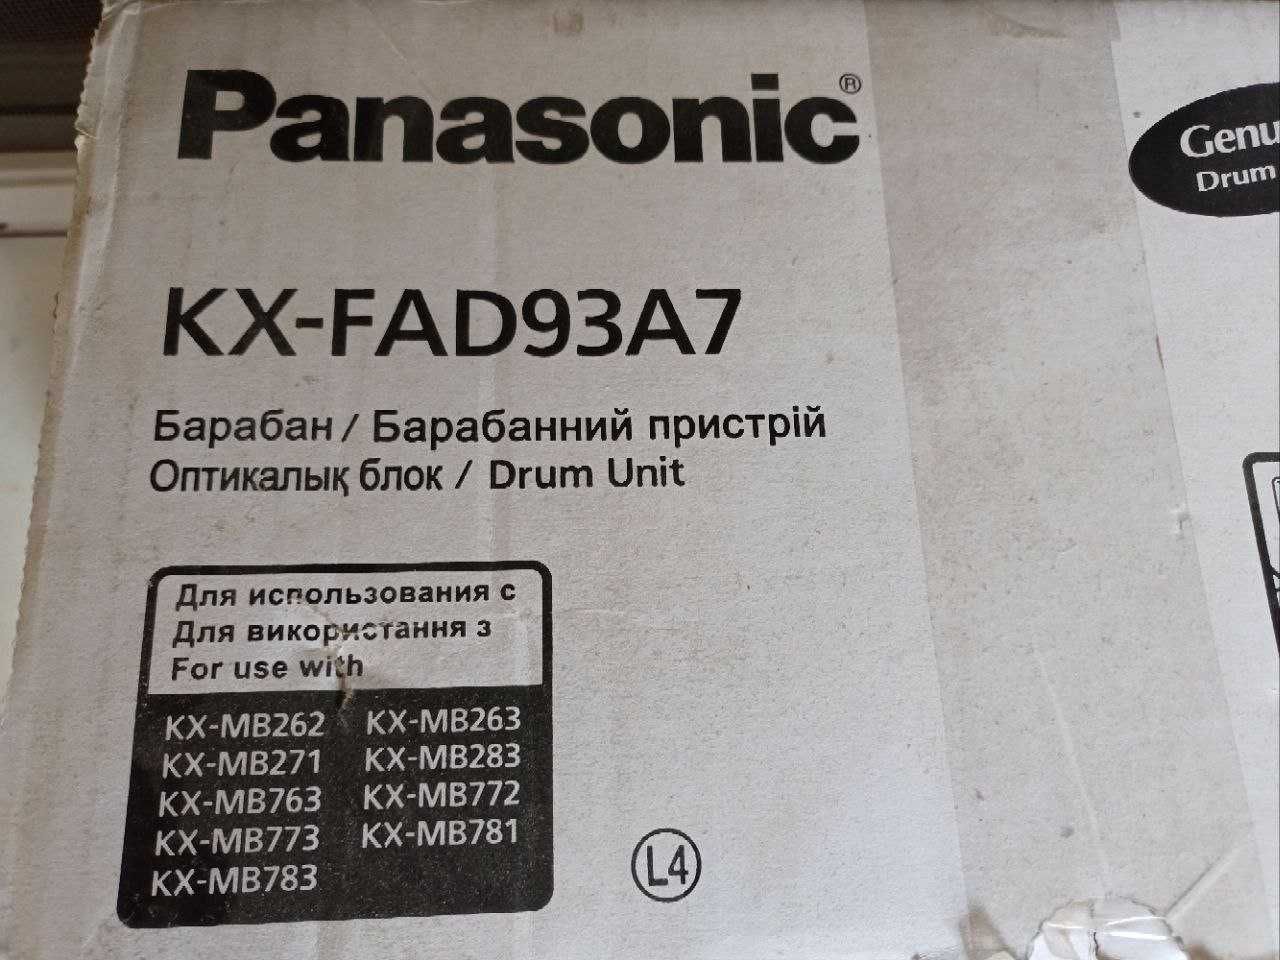 Panasonic®
Genu
Drum
KX-FAD93A7
Барабан / Барабанний пристрій
Оптикалық блок / Drum Unit
Для использования с
Для використання з
For use with
KX-MB262 KX-MB263
KX-MB271 KX-MB283
KX-MB763 KX-MB772
KX-MB773 KX-MB781
KX-MB783
L4